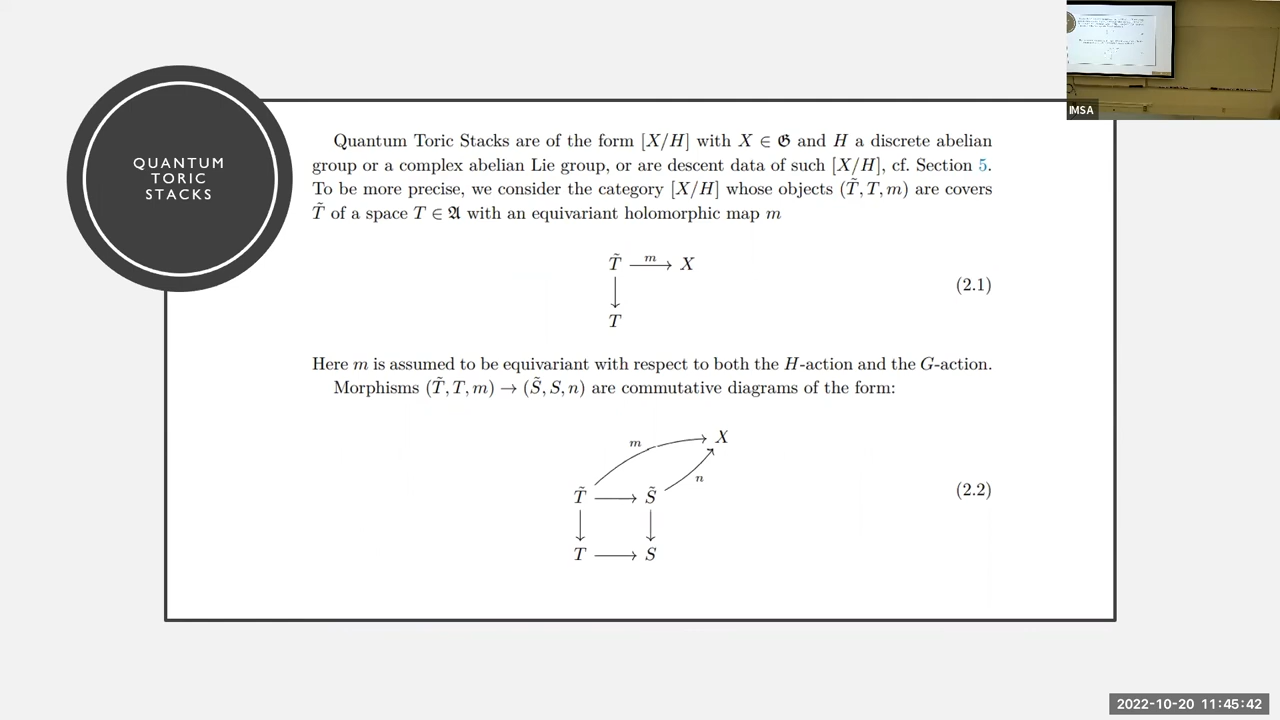 QUANTUM
TORIC
STACKS
Quantum Toric Stacks are of the form [X/H] with X ∈ 𝕲 and H a discrete abelian
group or a complex abelian Lie group, or are descent data of such [X/H], cf. Section 5.
To be more precise, we consider the category [X/H] whose objects (T̃, T, m) are covers
T̃ of a space T ∈ 𝕬 with an equivariant holomorphic map m
T̃ m X
(2.1)
T
Here m is assumed to be equivariant with respect to both the H-action and the G-action.
Morphisms (T̃, T, m) → (S̃, S, n) are commutative diagrams of the form:
m X
n
T̃ S̃
(2.2)
T S
IMSA
2022-10-20 11:45:42